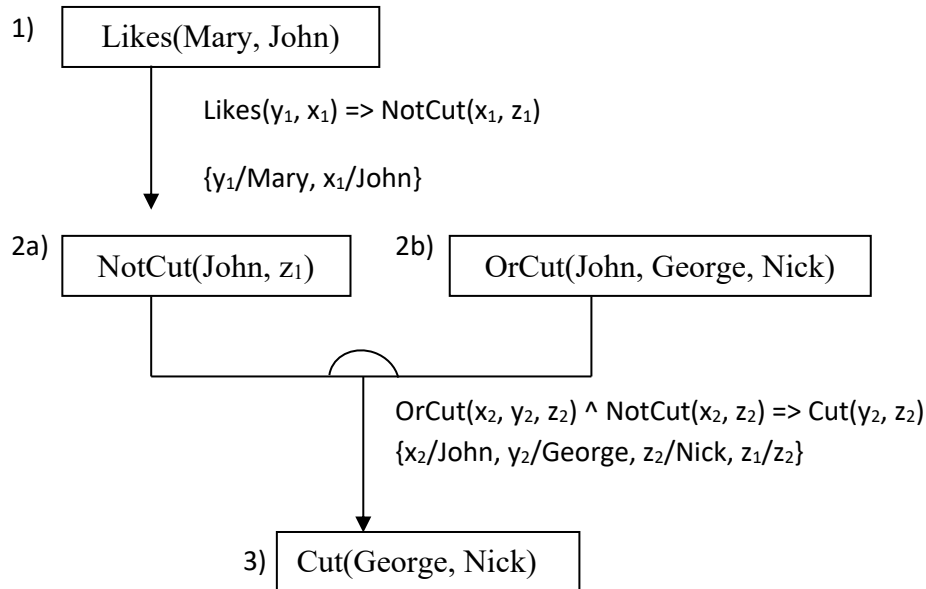 1) Likes(Mary, John)
Likes(y₁, x₁) => NotCut(x₁, z₁)
{y₁/Mary, x₁/John}
2a) NotCut(John, z₁)
2b) OrCut(John, George, Nick)
OrCut(x₂, y₂, z₂) ^ NotCut(x₂, z₂) => Cut(y₂, z₂)
{x₂/John, y₂/George, z₂/Nick, z₁/z₂}
3) Cut(George, Nick)